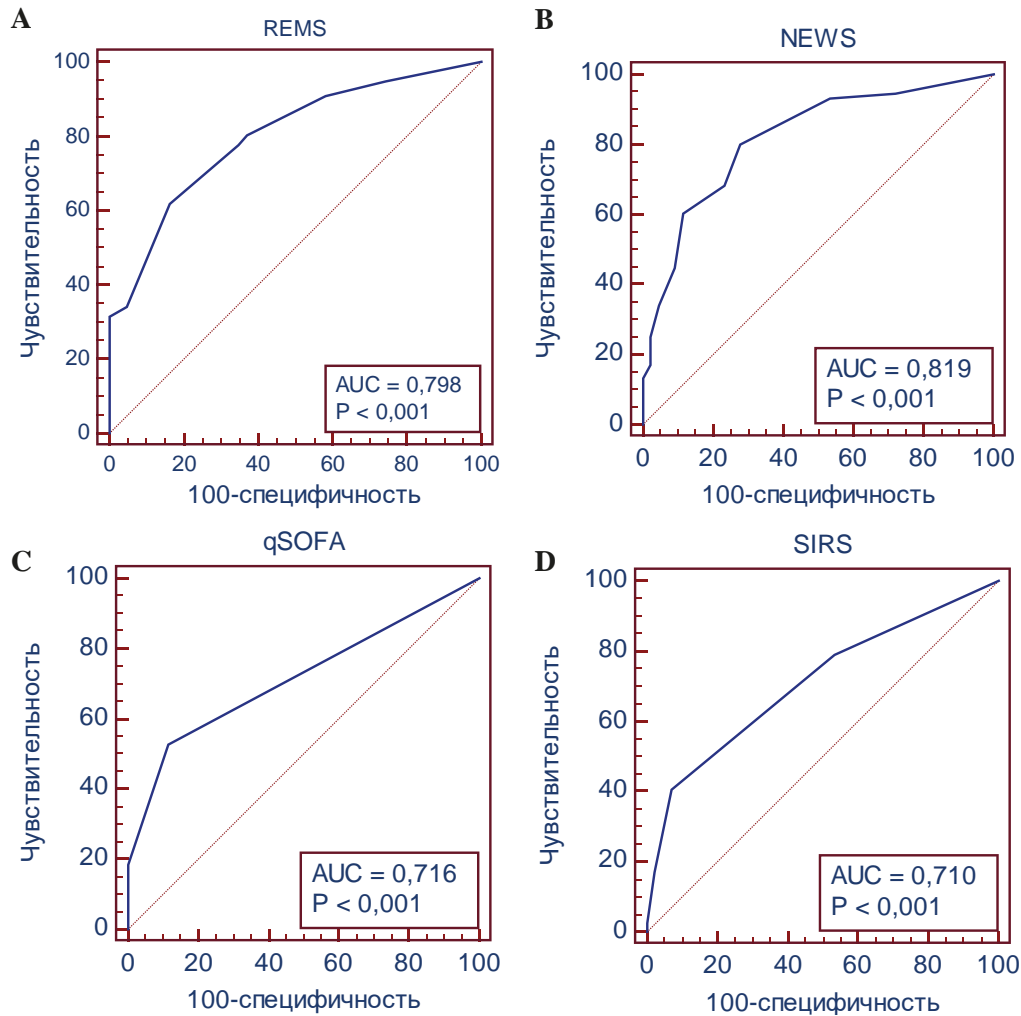 A
REMS
100
80
60
40
20
0
Чувствительность
AUC = 0,798
P < 0,001
0 20 40 60 80 100
100-специфичность
B
NEWS
100
80
60
40
20
0
Чувствительность
AUC = 0,819
P < 0,001
0 20 40 60 80 100
100-специфичность
C
qSOFA
100
80
60
40
20
0
Чувствительность
AUC = 0,716
P < 0,001
0 20 40 60 80 100
100-специфичность
D
SIRS
100
80
60
40
20
0
Чувствительность
AUC = 0,710
P < 0,001
0 20 40 60 80 100
100-специфичность